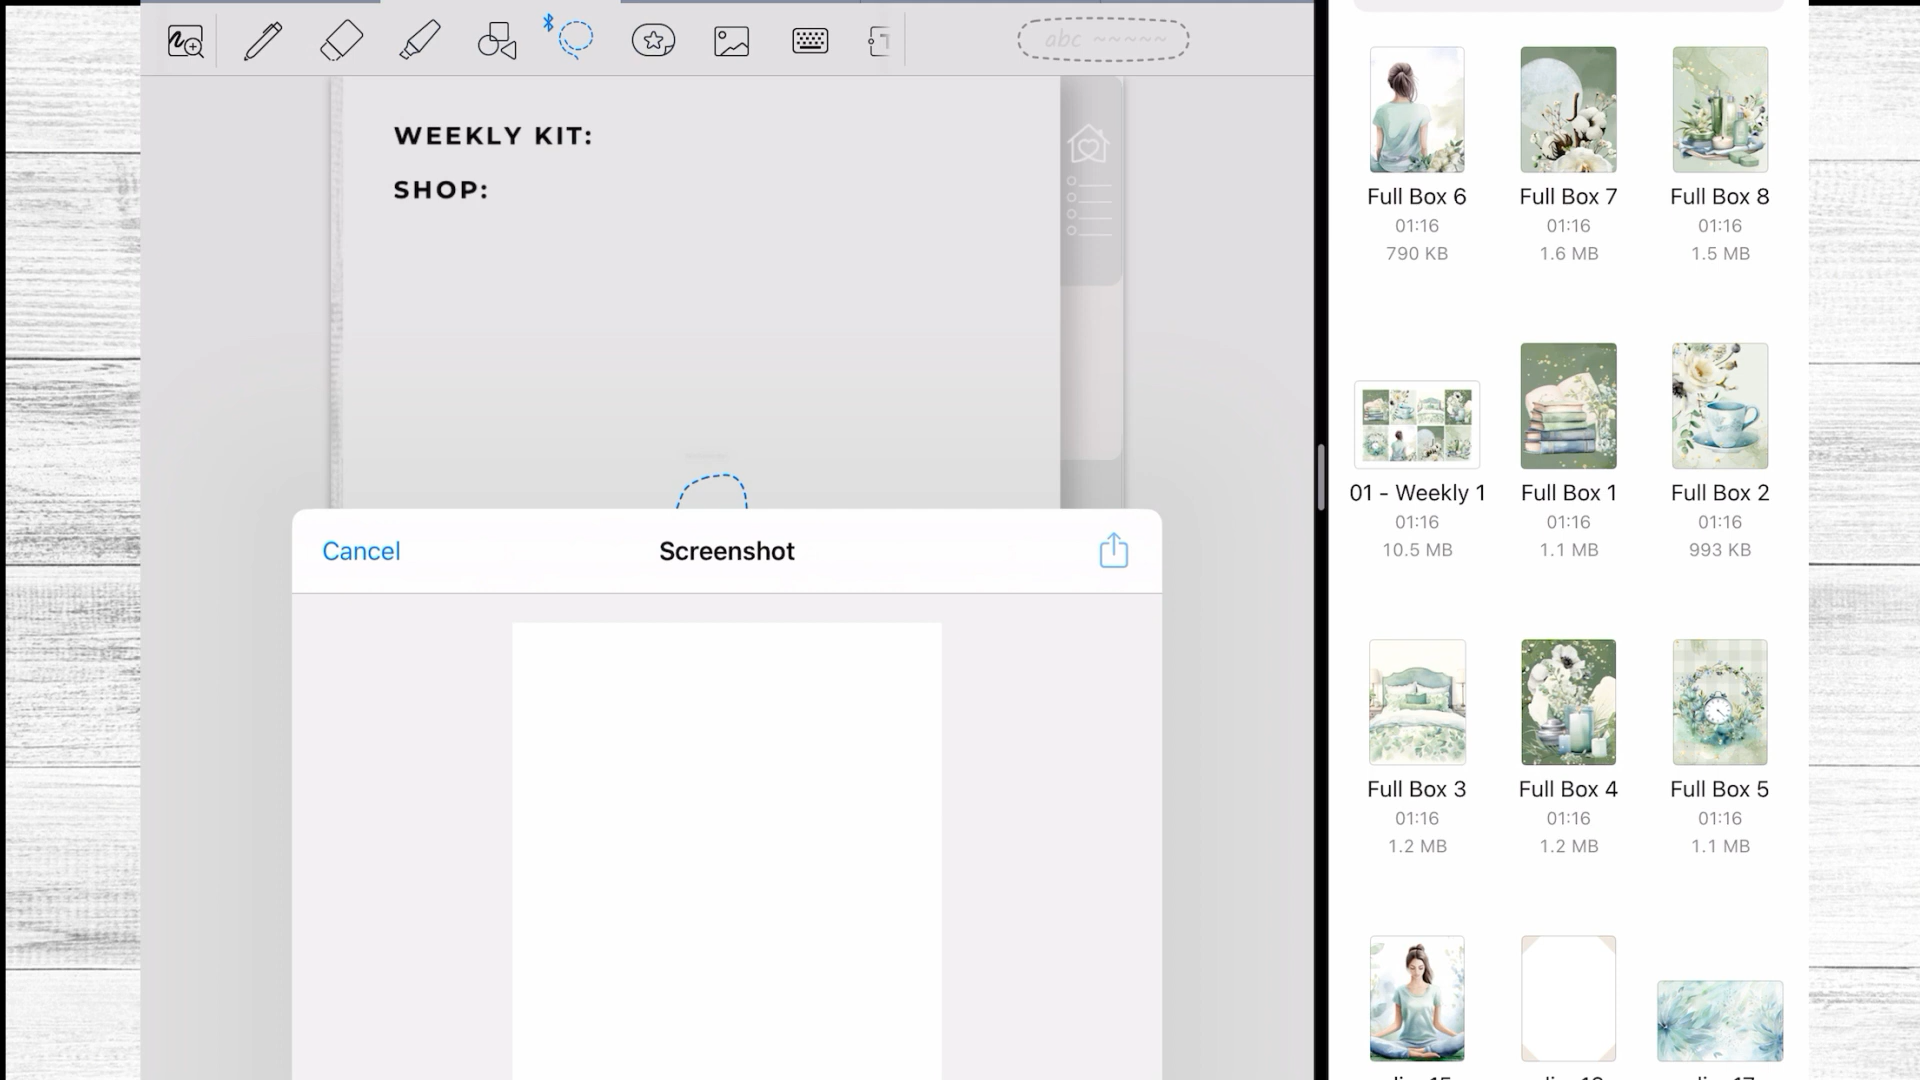 abc
WEEKLY KIT:
SHOP:
Cancel
Screenshot
Full Box 6
01:16
790 KB
Full Box 7
01:16
1.6 MB
Full Box 8
01:16
1.5 MB
01 - Weekly 1
01:16
10.5 MB
Full Box 1
01:16
1.1 MB
Full Box 2
01:16
993 KB
Full Box 3
01:16
1.2 MB
Full Box 4
01:16
1.2 MB
Full Box 5
01:16
1.1 MB